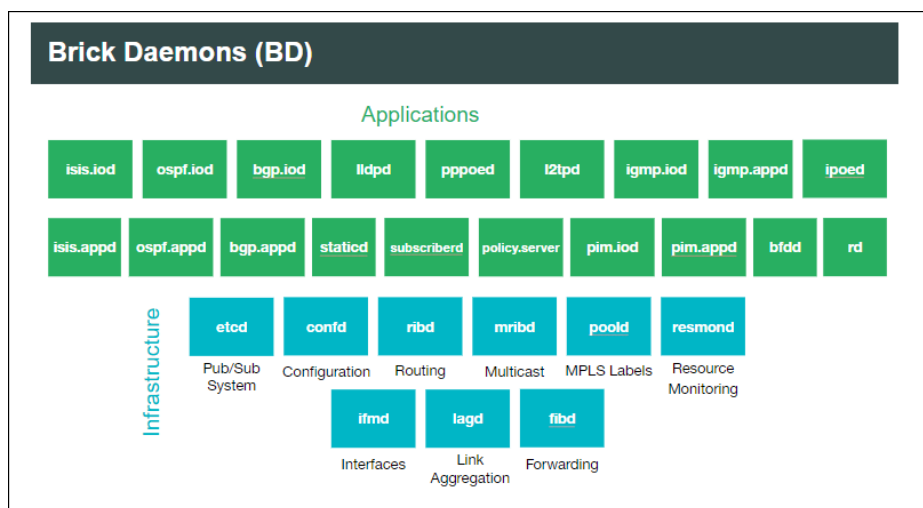 Brick Daemons (BD)
Applications
isis.iod ospf.iod bgp.iod lldpd pppoed l2tpd igmp.iod igmp.appd ipoed
isis.appd ospf.appd bgp.appd staticd subscriberd policy.server pim.iod pim.appd bfdd rd
Infrastructure
etcd confd ribd mribd poold resmond
Pub/Sub System Configuration Routing Multicast MPLS Labels Resource Monitoring
ifmd lagd fibd
Interfaces Link Aggregation Forwarding